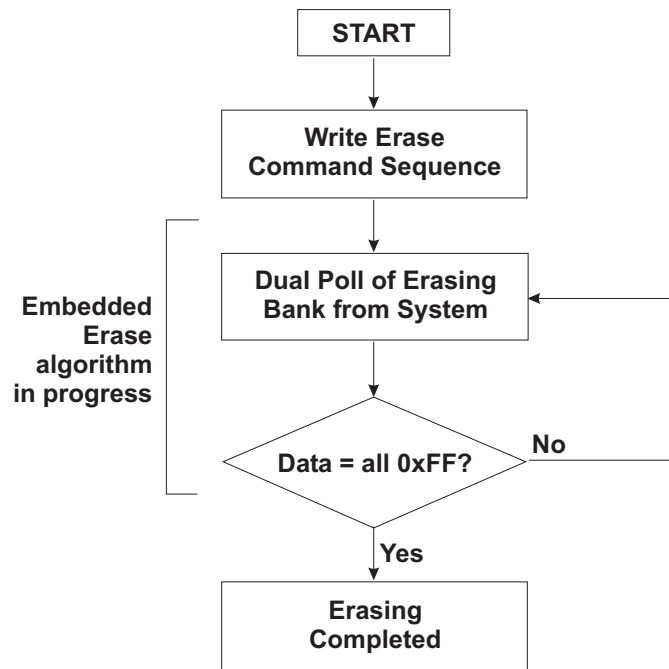 START
Write Erase
Command Sequence
Dual Poll of Erasing
Bank from System
Embedded
Erase
algorithm
in progress
Data = all 0xFF?
No
Yes
Erasing
Completed